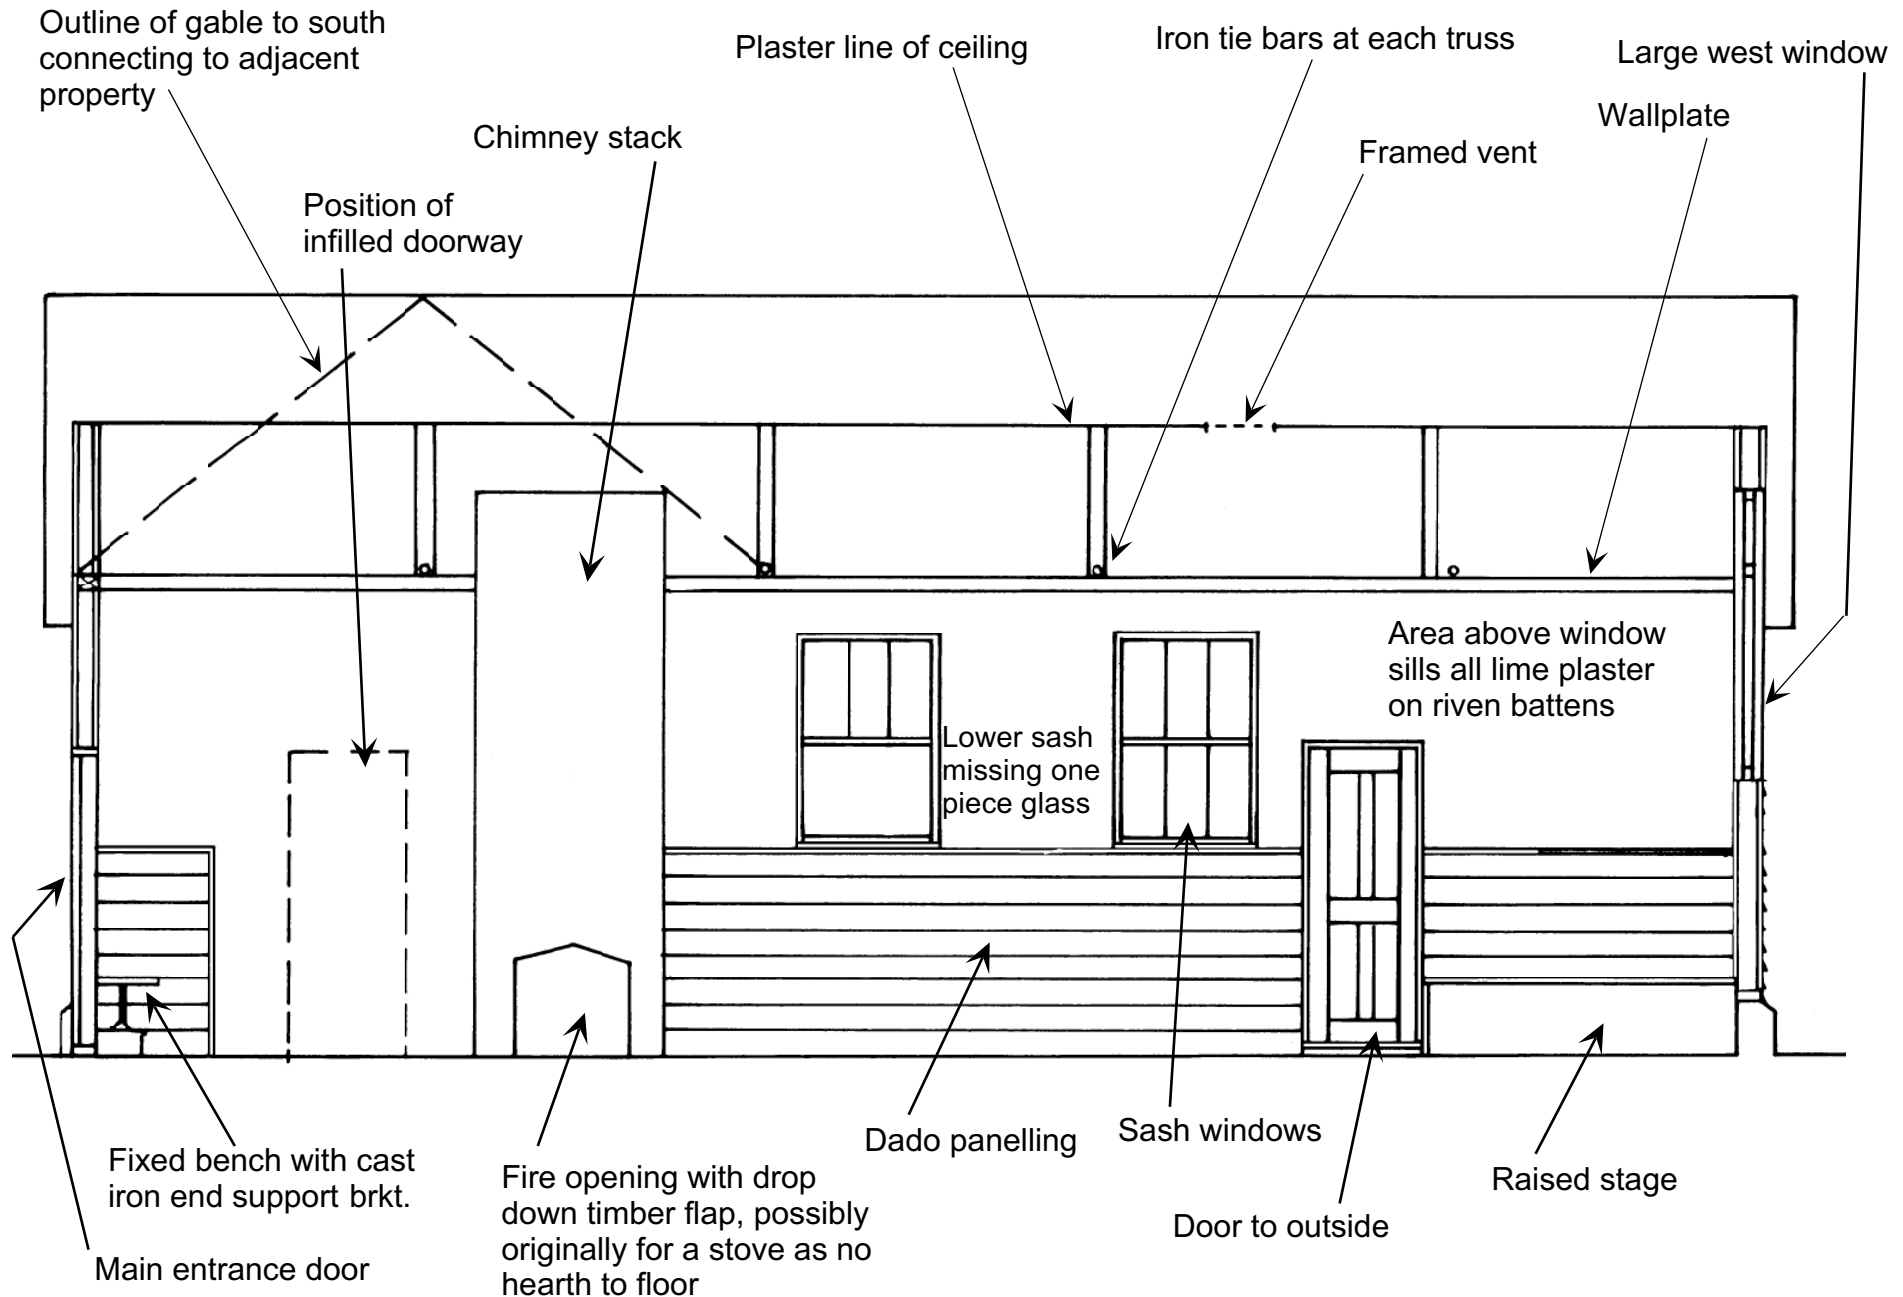 Outline of gable to south
connecting to adjacent
property
Plaster line of ceiling
Iron tie bars at each truss
Large west window
Wallplate
Framed vent
Chimney stack
Position of
infilled doorway
Area above window
sills all lime plaster
on riven battens
Lower sash
missing one
piece glass
Fixed bench with cast
iron end support brkt.
Main entrance door
Fire opening with drop
down timber flap, possibly
originally for a stove as no
hearth to floor
Dado panelling
Sash windows
Door to outside
Raised stage